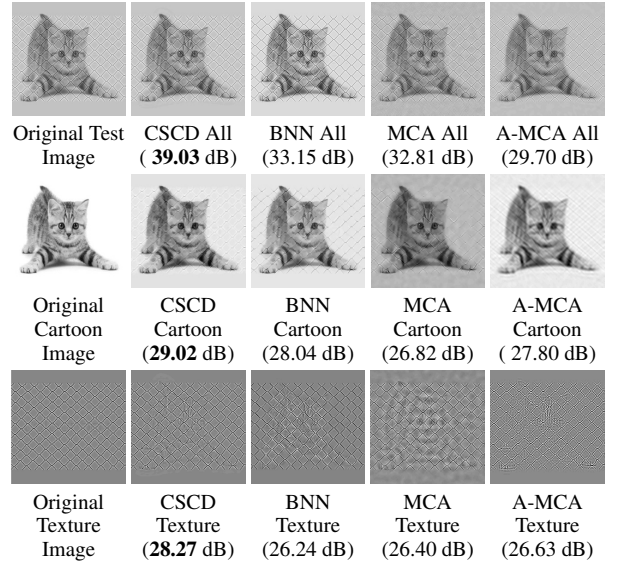 Original Test CSCD All BNN All MCA All A-MCA All
Image ( 39.03 dB) (33.15 dB) (32.81 dB) (29.70 dB)
Original CSCD BNN MCA A-MCA
Cartoon Cartoon Cartoon Cartoon Cartoon
Image (29.02 dB) (28.04 dB) (26.82 dB) ( 27.80 dB)
Original CSCD BNN MCA A-MCA
Texture Texture Texture Texture Texture
Image (28.27 dB) (26.24 dB) (26.40 dB) (26.63 dB)